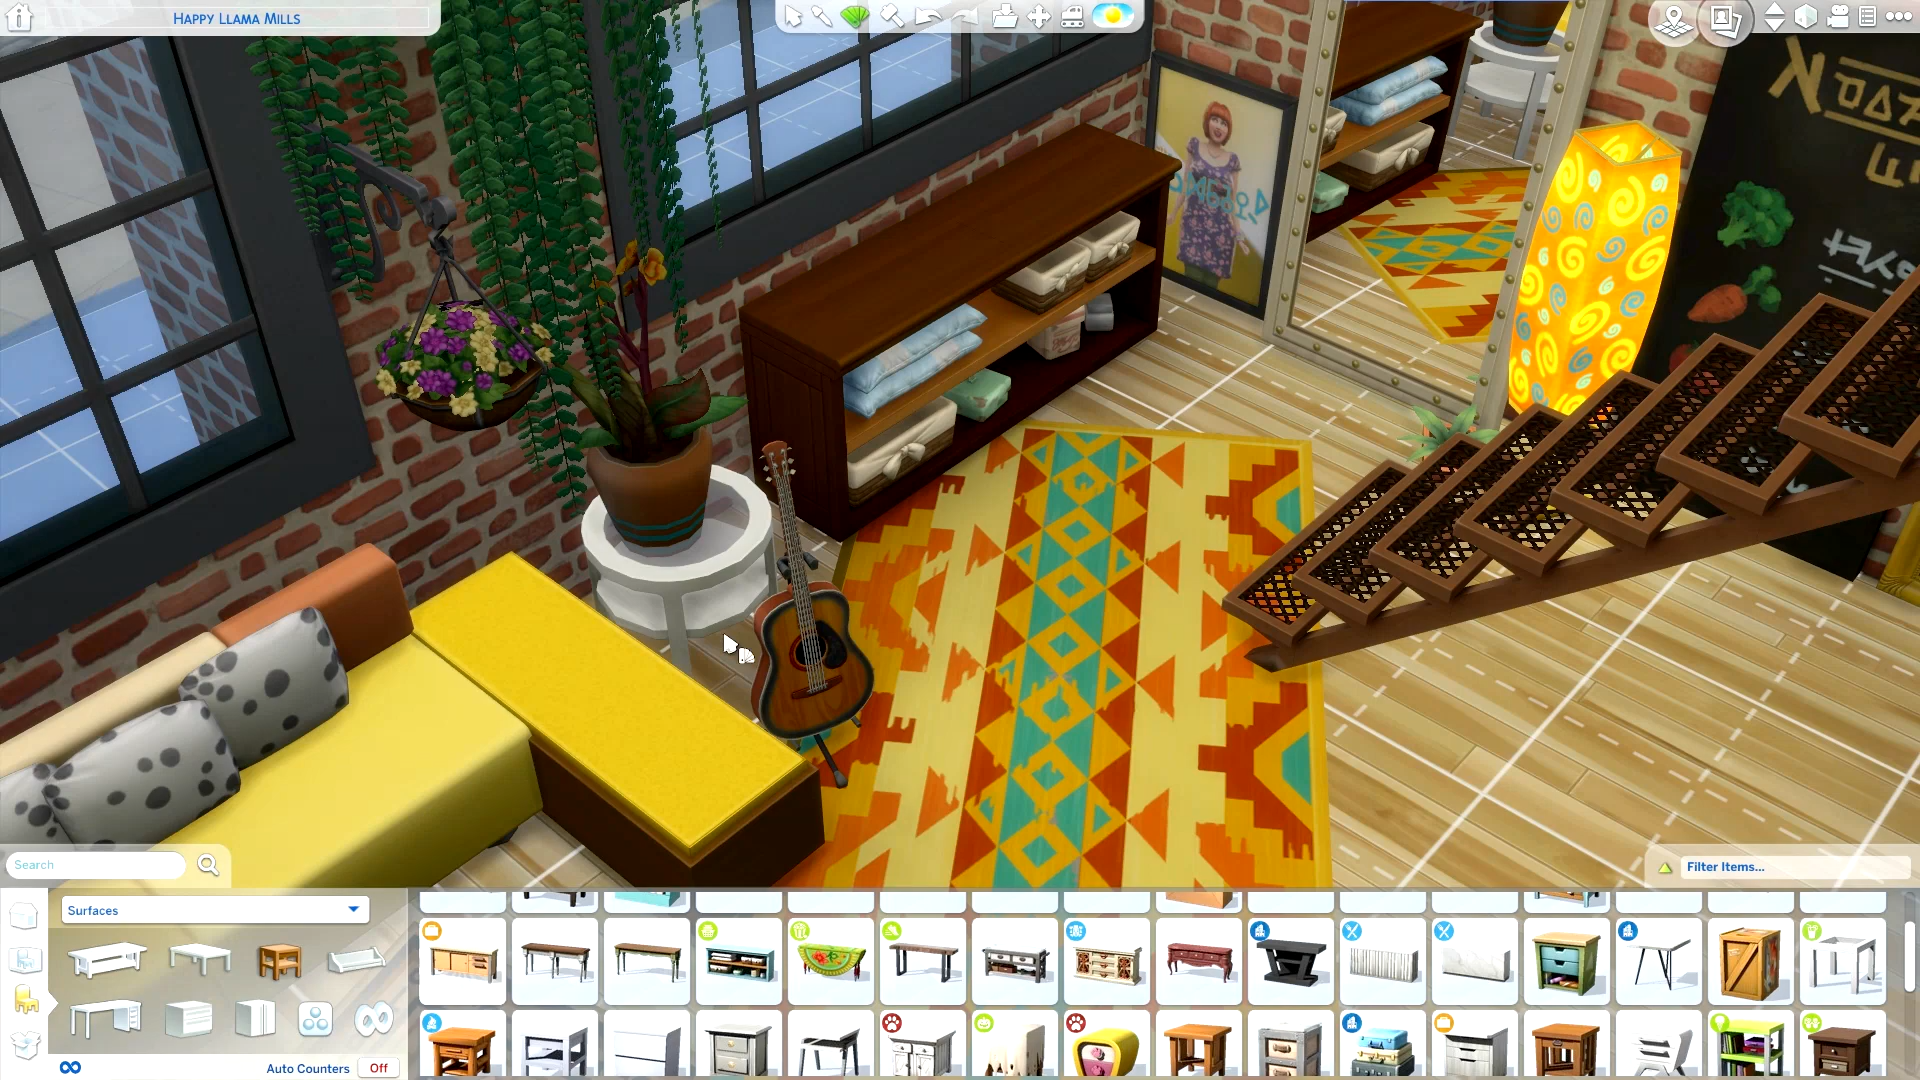 Happy Llama Mills
Search
Filter Items...
Surfaces
Auto Counters
Off